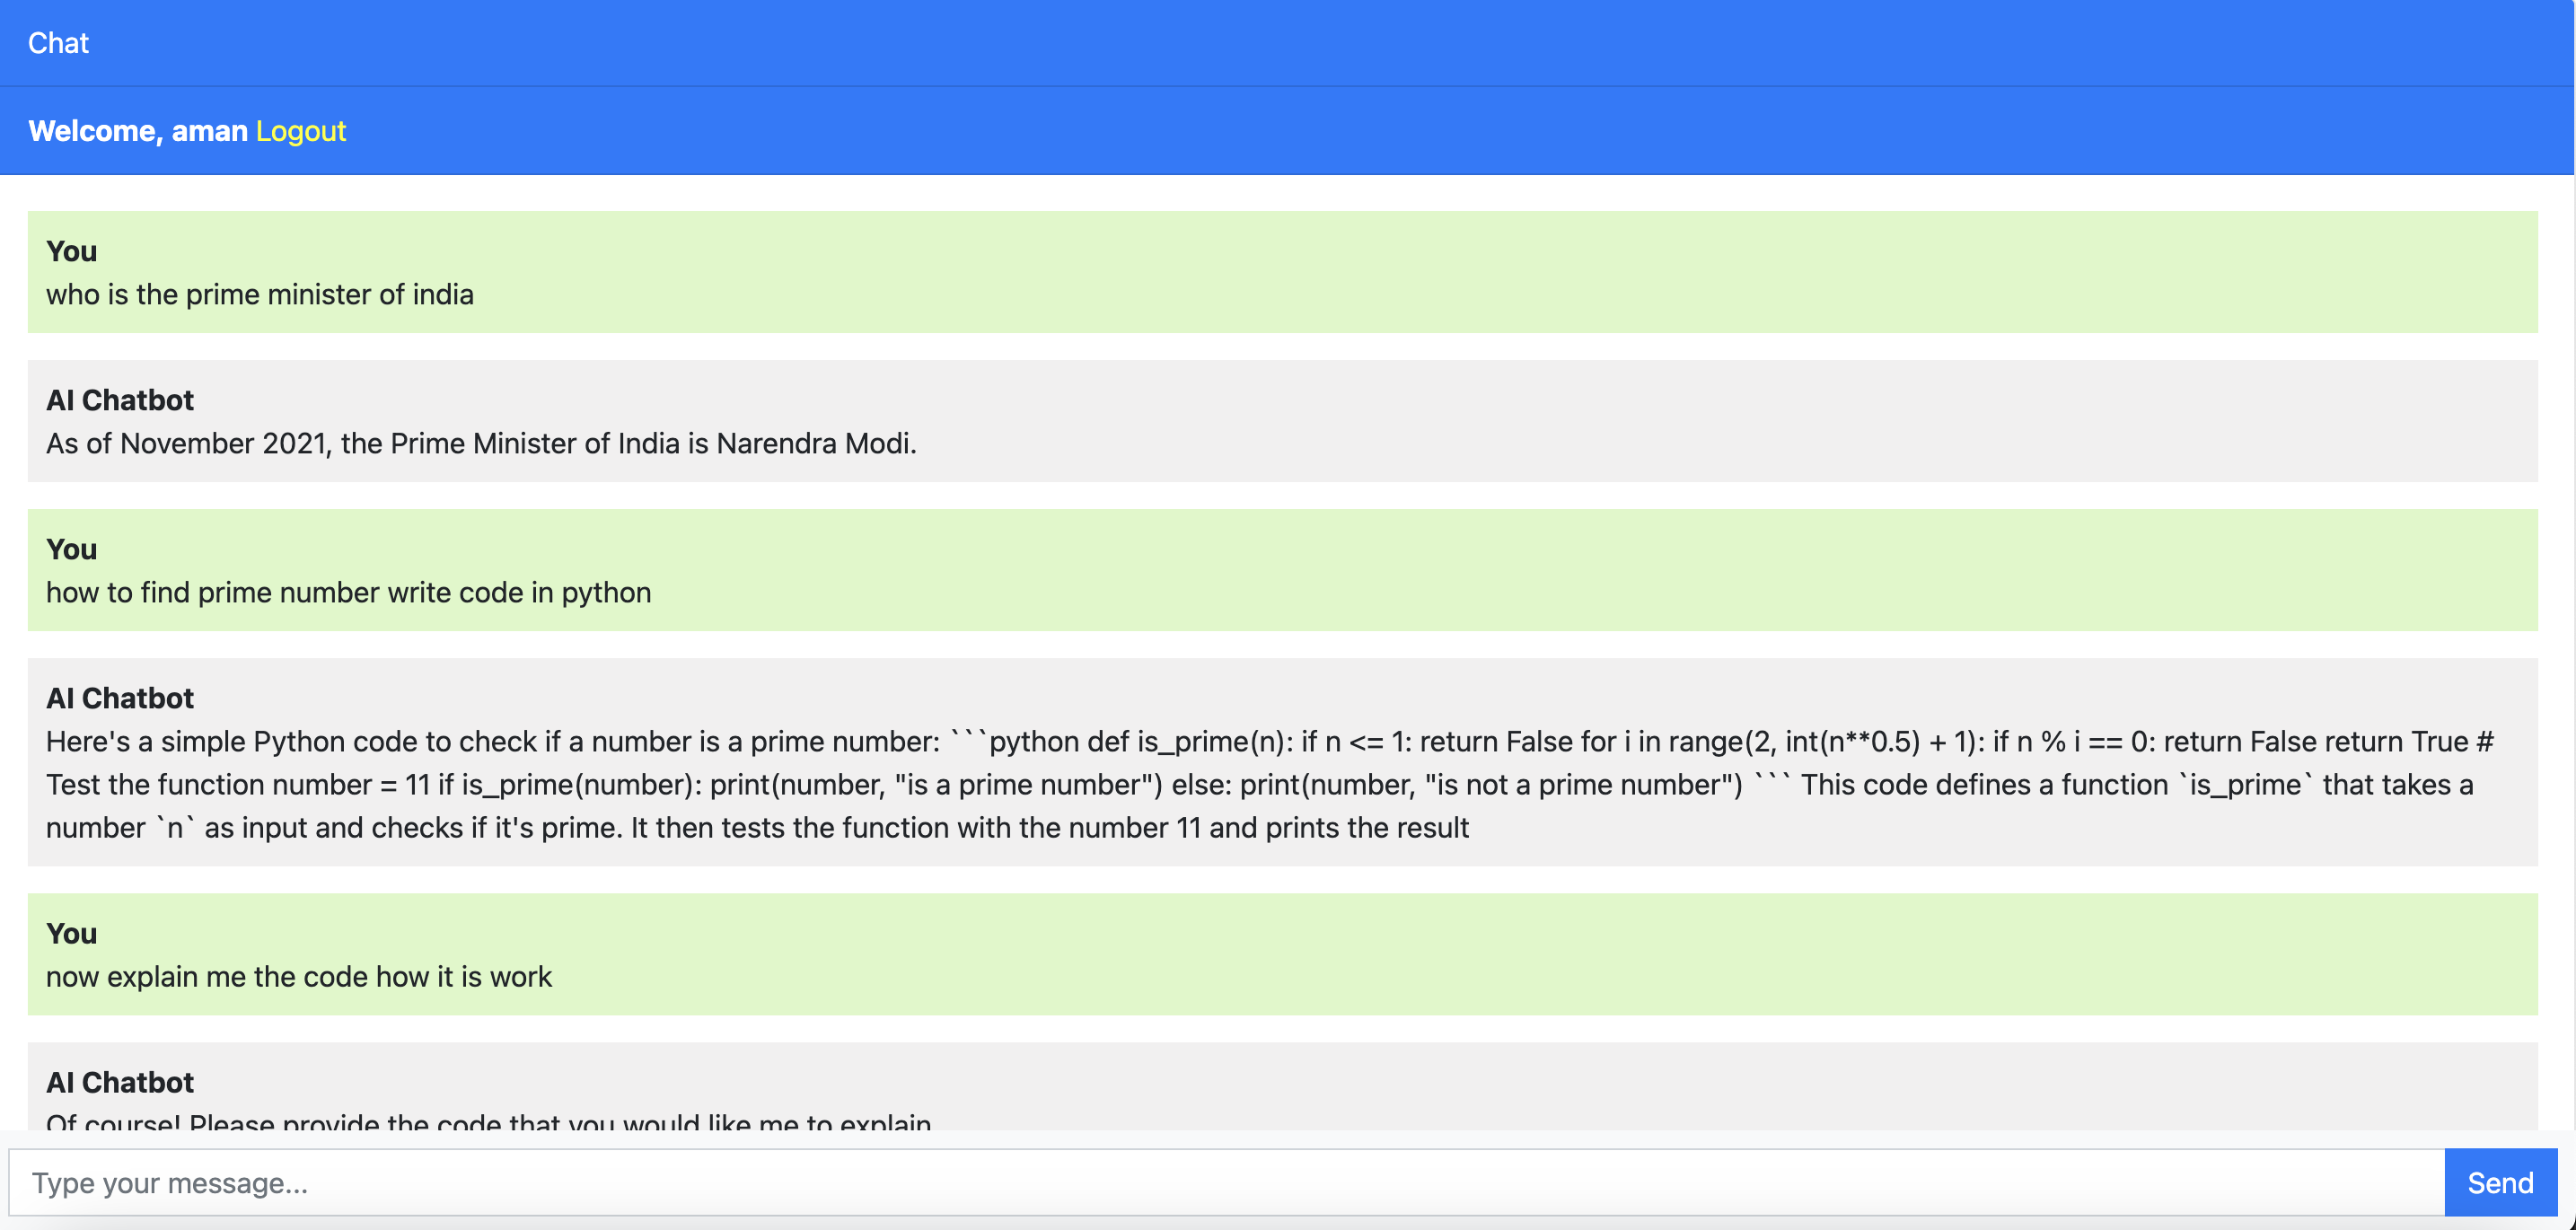 Chat
Welcome, aman Logout
You
who is the prime minister of india
AI Chatbot
As of November 2021, the Prime Minister of India is Narendra Modi.
You
how to find prime number write code in python
AI Chatbot
Here's a simple Python code to check if a number is a prime number: ```python def is_prime(n): if n <= 1: return False for i in range(2, int(n**0.5) + 1): if n % i == 0: return False return True #
Test the function number = 11 if is_prime(number): print(number, "is a prime number") else: print(number, "is not a prime number") ``` This code defines a function `is_prime` that takes a
number `n` as input and checks if it's prime. It then tests the function with the number 11 and prints the result
You
now explain me the code how it is work
AI Chatbot
Of course! Please provide the code that you would like me to explain
Type your message...
Send